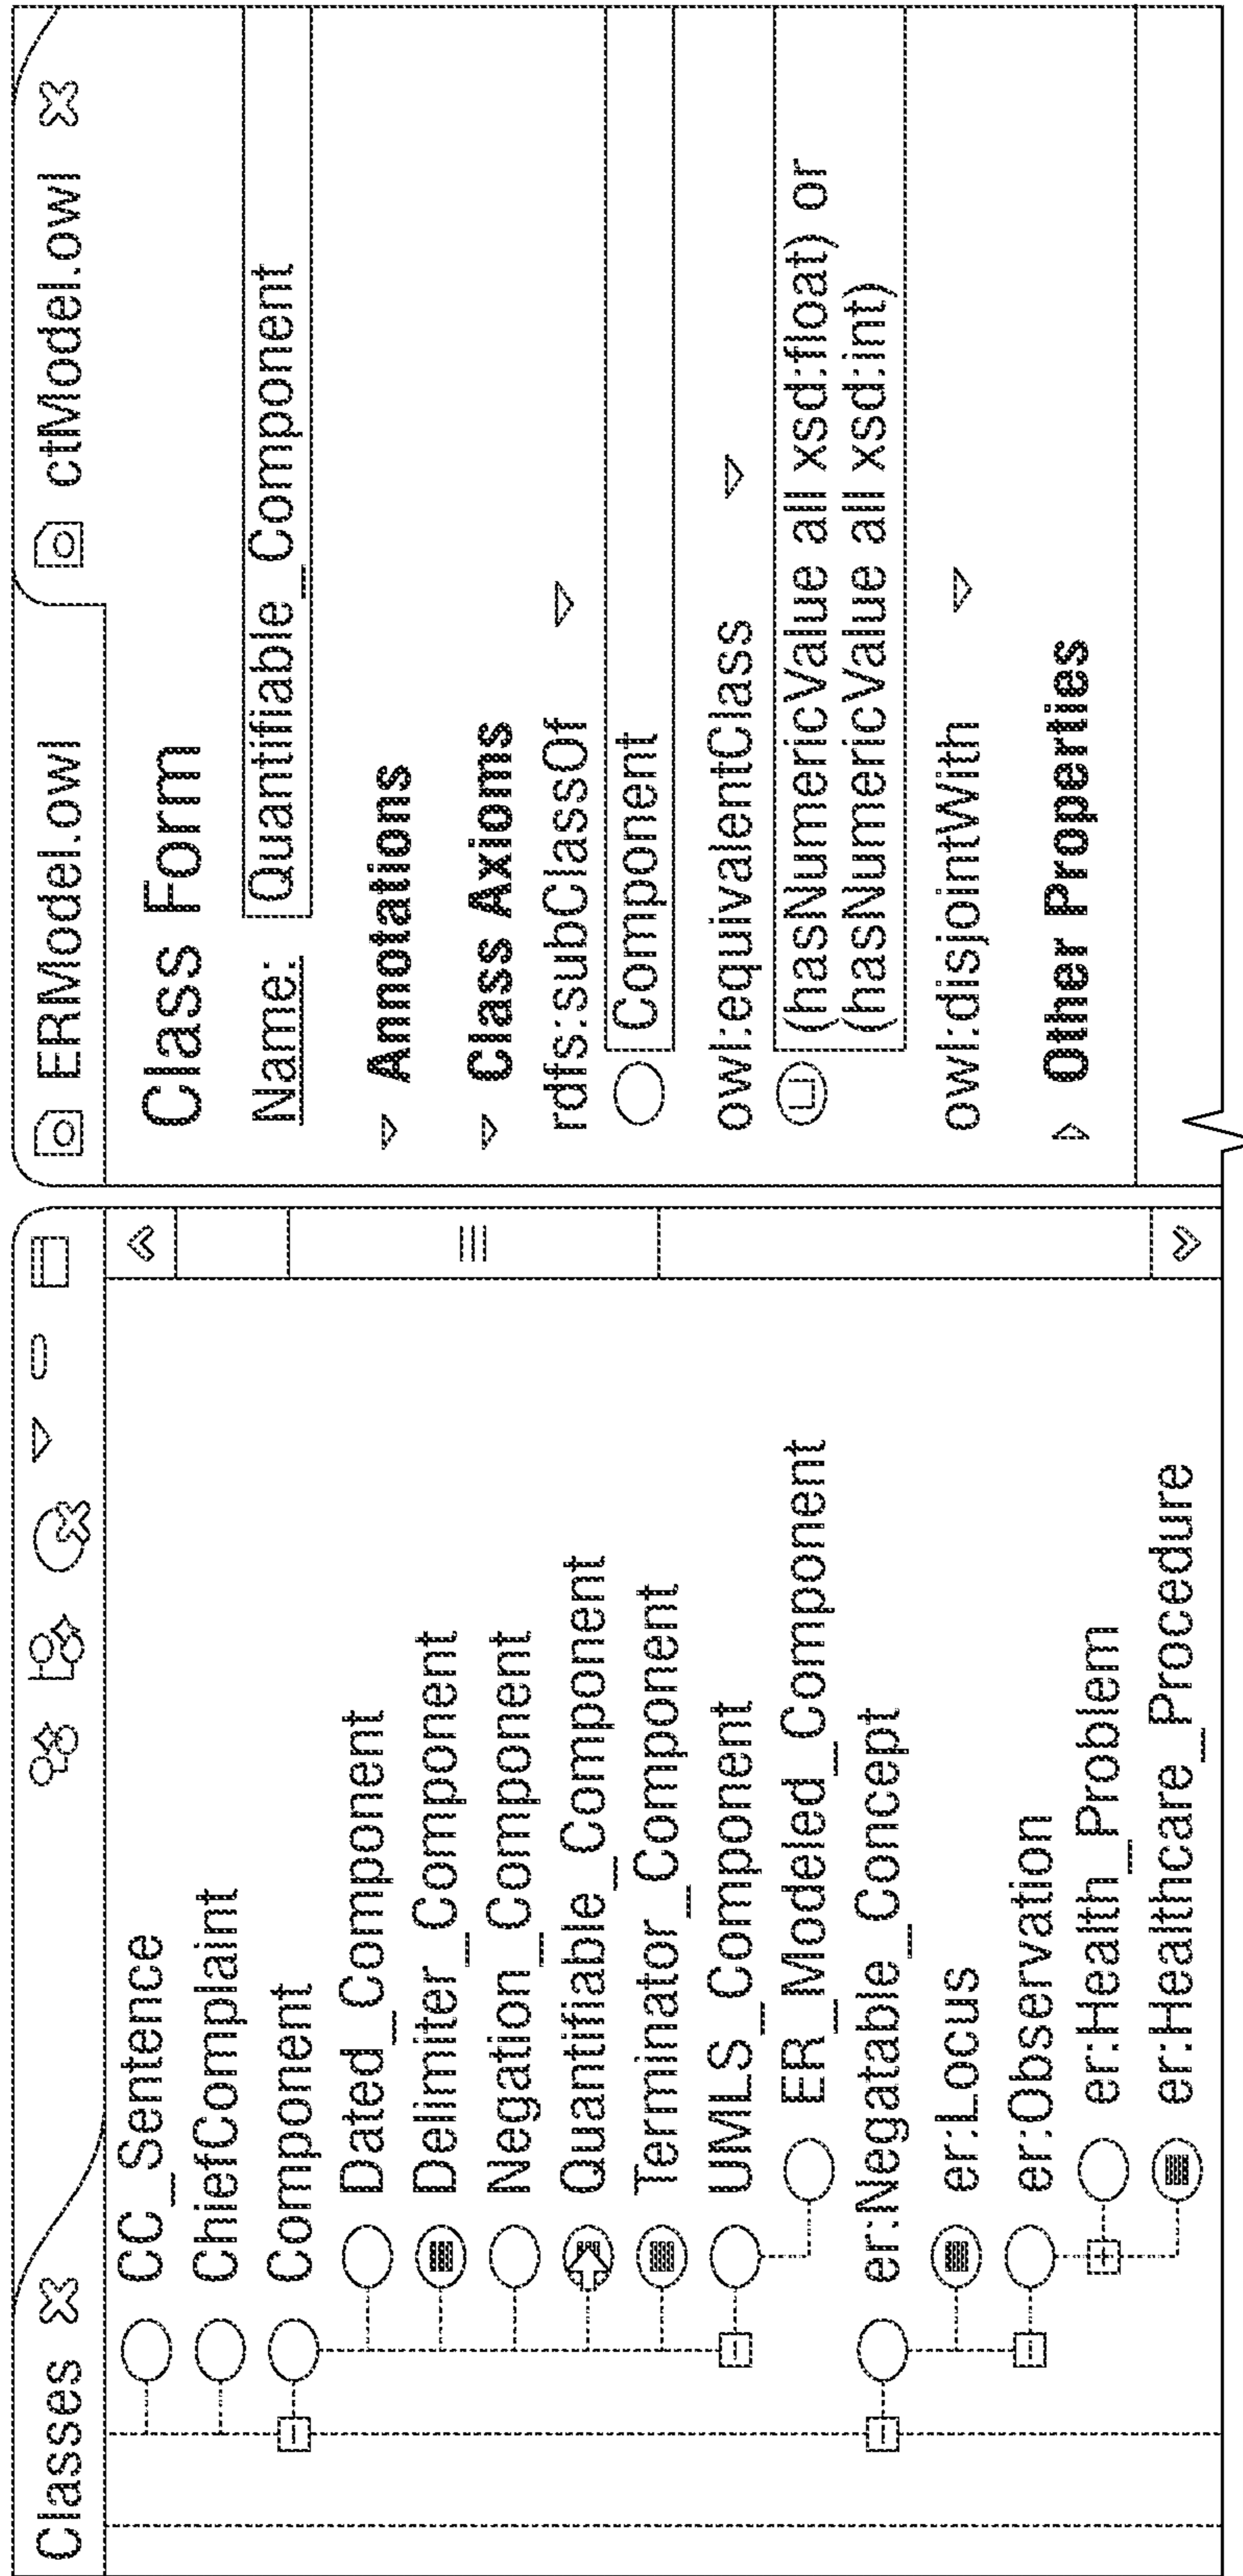 Classes
CC_Sentence
ChiefComplaint
Component
Dated_Component
Delimiter_Component
Negation_Component
Quantifiable_Component
Terminator_Component
UMLS_Component
ER_Modeled_Component
er:Negatable_Concept
er:Locus
er:Observation
er:Health_Problem
er:Healthcare_Procedure
ERModel.owl
ctModel.owl
Class Form
Name: Quantifiable_Component
Annotations
Class Axioms
rdfs:subClassOf
Component
owl:equivalentClass
(hasNumericValue all xsd:float) or
(hasNumericValue all xsd:int)
owl:disjointWith
Other Properties